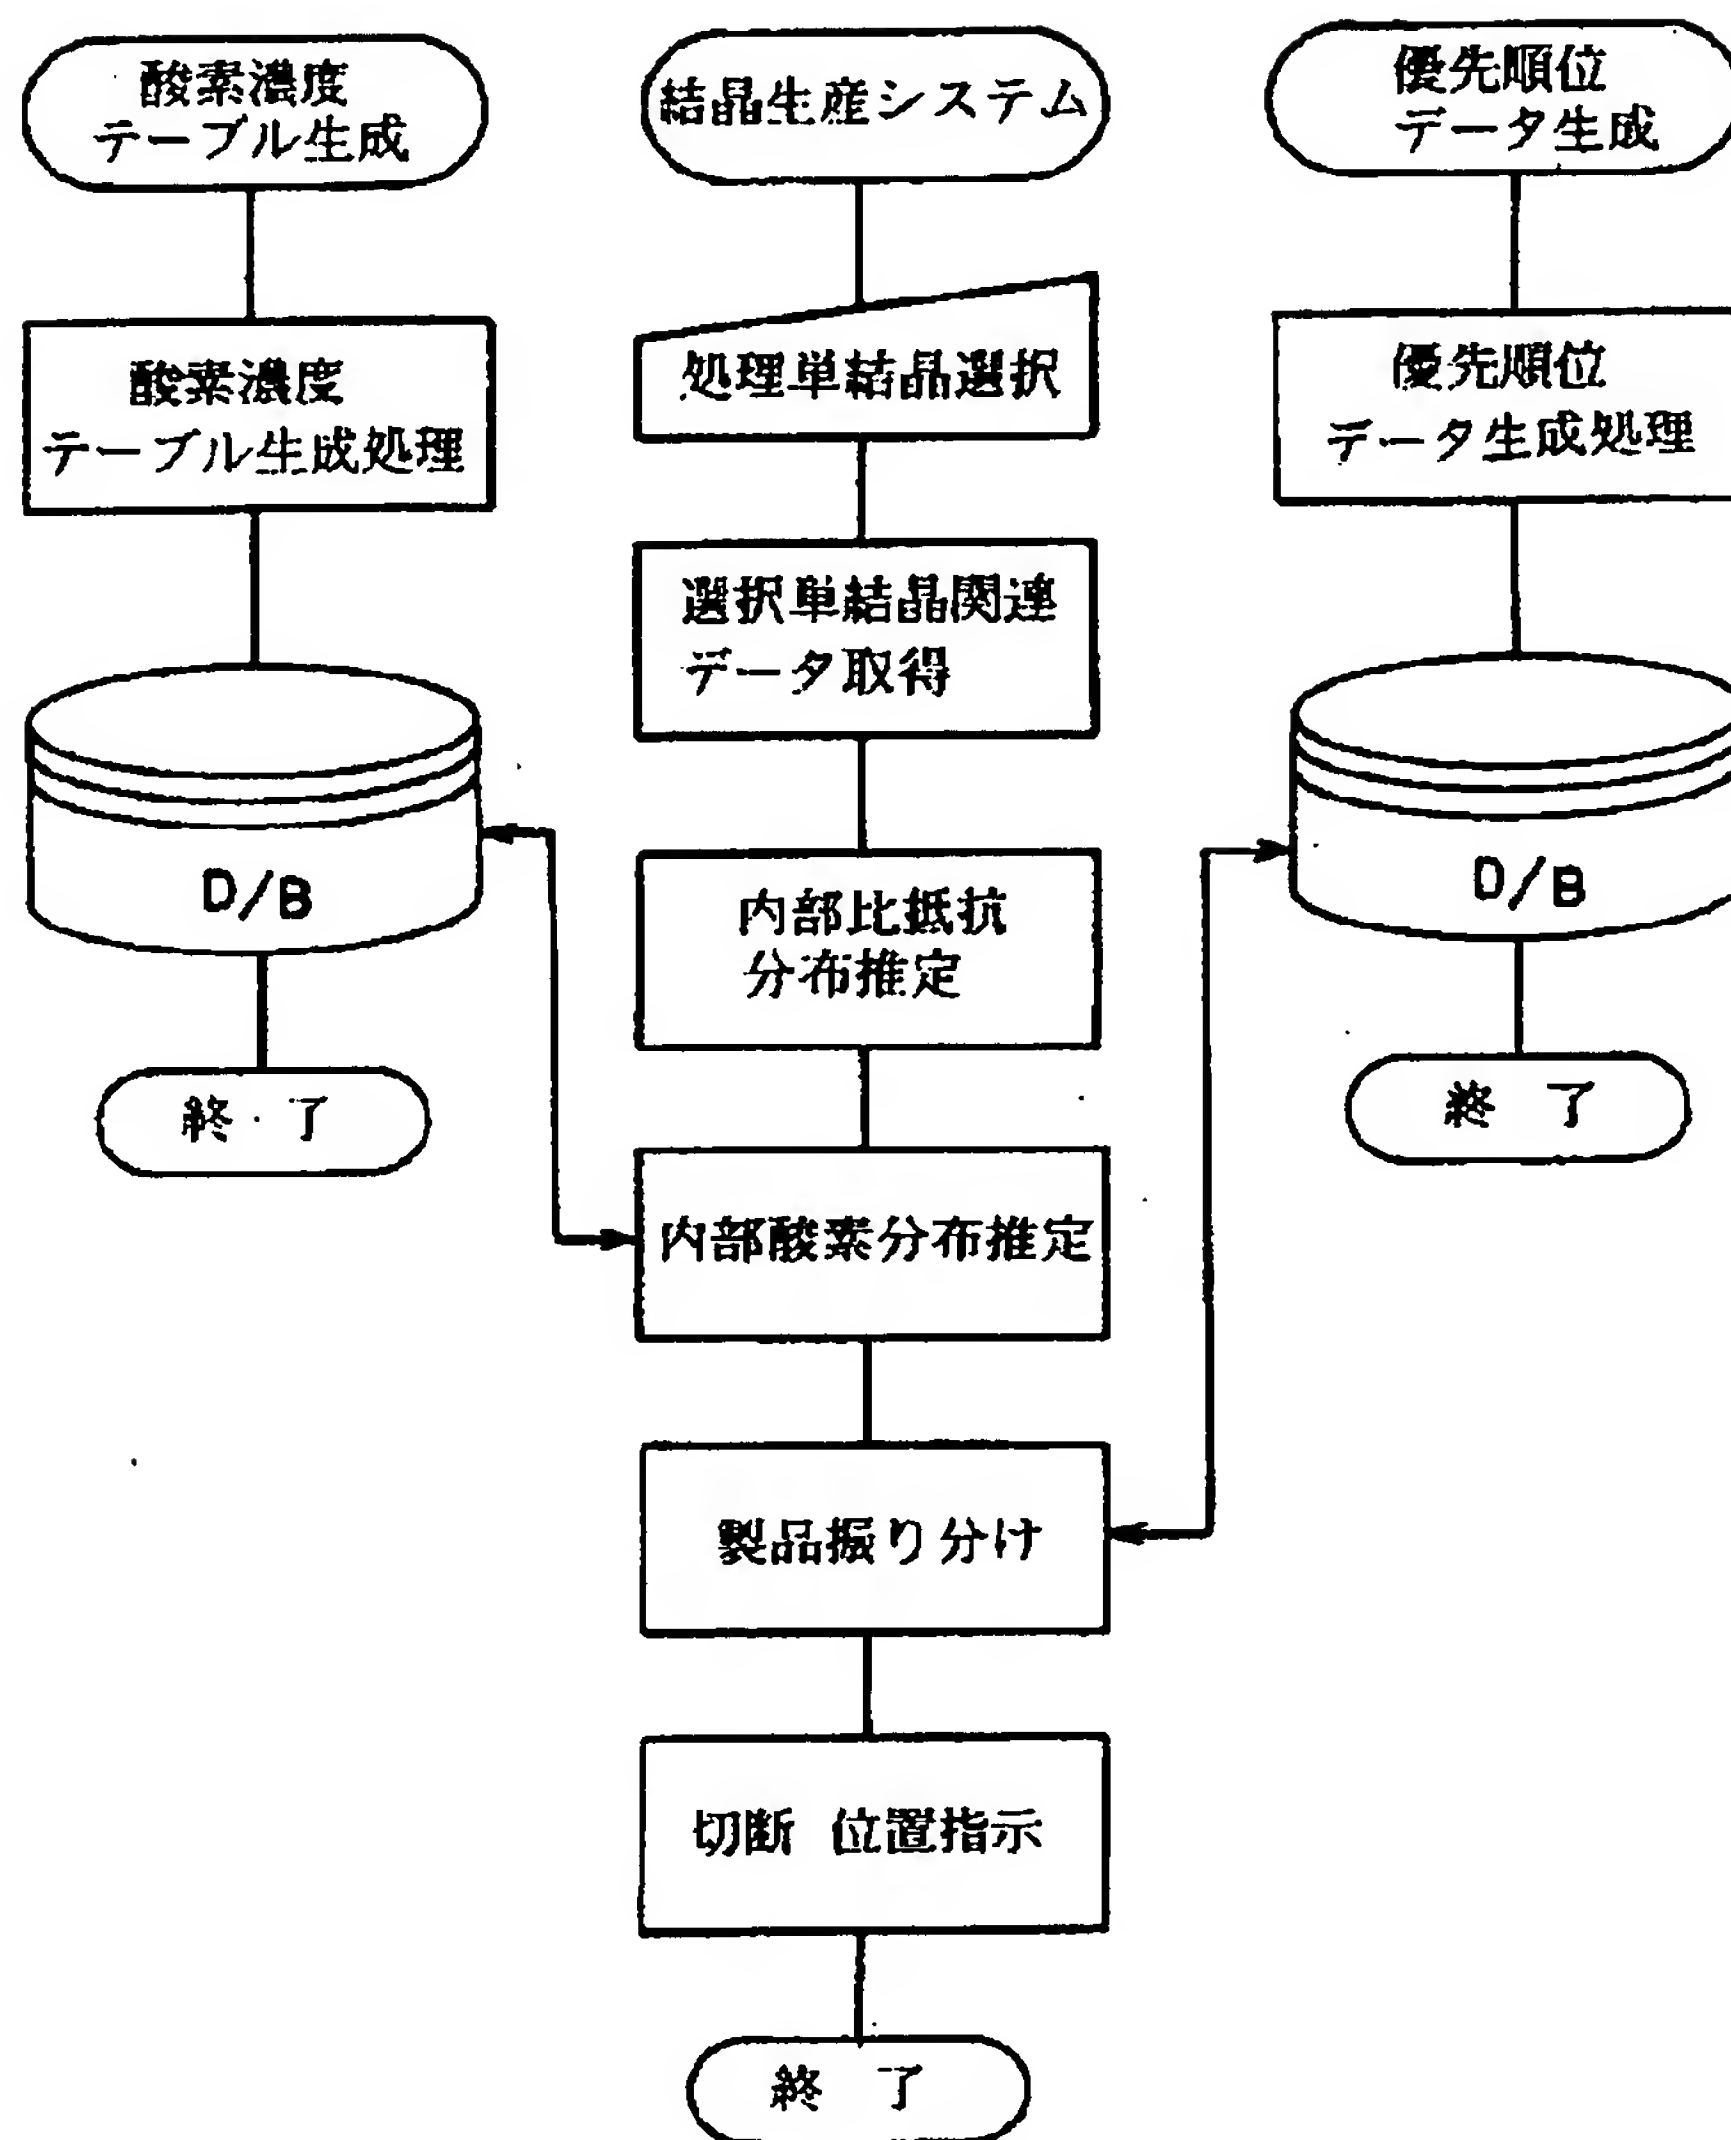 酸素濃度
テーブル生成
酸素濃度
テーブル生成処理
D/B
終 了
結晶生産システム
処理単結晶選択
選択単結晶関連
データ取得
内部比抵抗
分布推定
内部酸素分布推定
製品振り分け
切断 位置指示
終 了
優先順位
データ生成
優先順位
データ生成処理
D/B
終 了